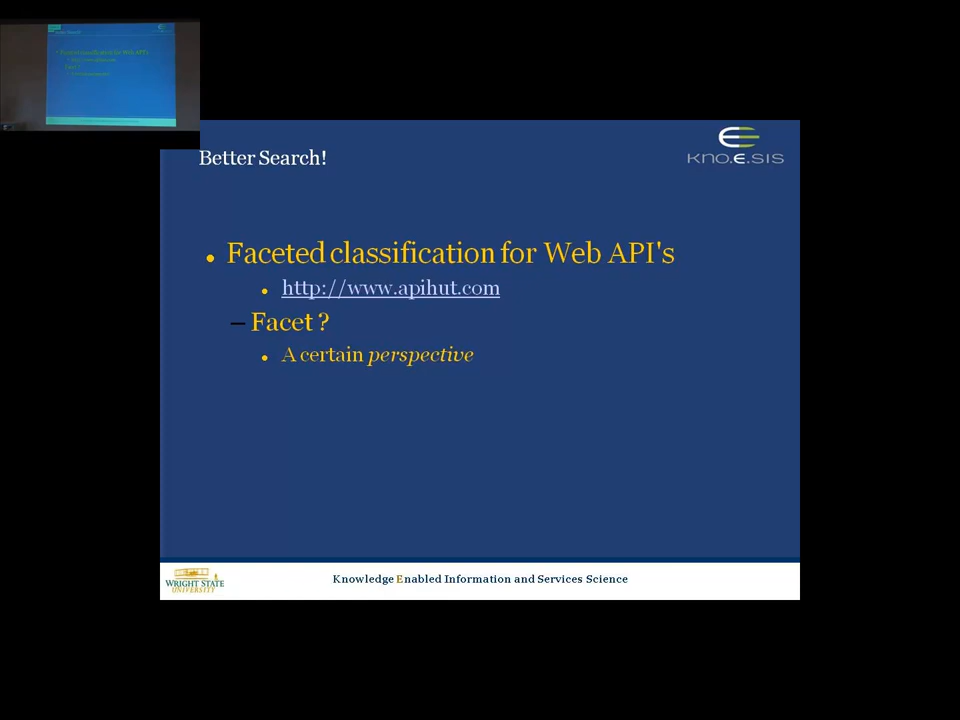 Better Search!
kno.e.sis
Faceted classification for Web API's
http://www.apihut.com
– Facet ?
A certain perspective
WRIGHT STATE
UNIVERSITY
Knowledge Enabled Information and Services Science